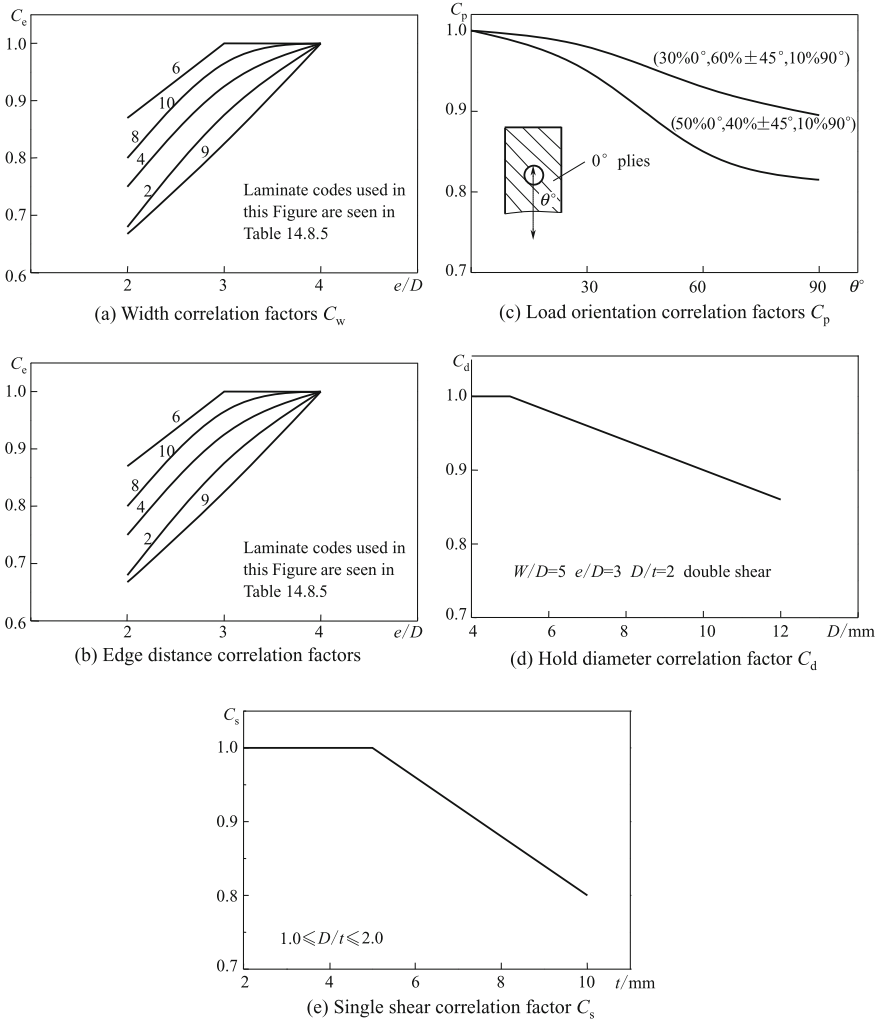 C_e
1.0
0.9
0.8
0.7
0.6
6
10
8
4
2
9
Laminate codes used in
this Figure are seen in
Table 14.8.5
2 3 4 e/D
(a) Width correlation factors C_w
C_p
1.0
0.9
0.8
0.7
(30%0°,60%±45°,10%90°)
(50%0°,40%±45°,10%90°)
0° plies
θ°
30 60 90 θ°
(c) Load orientation correlation factors C_p
C_e
1.0
0.9
0.8
0.7
0.6
6
10
8
4
2
9
Laminate codes used in
this Figure are seen in
Table 14.8.5
2 3 4 e/D
(b) Edge distance correlation factors
C_d
1.0
0.9
0.8
0.7
W/D=5 e/D=3 D/t=2 double shear
4 6 8 10 12 D/mm
(d) Hold diameter correlation factor C_d
C_s
1.0
0.9
0.8
0.7
1.0≤D/t≤2.0
2 4 6 8 10 t/mm
(e) Single shear correlation factor C_s